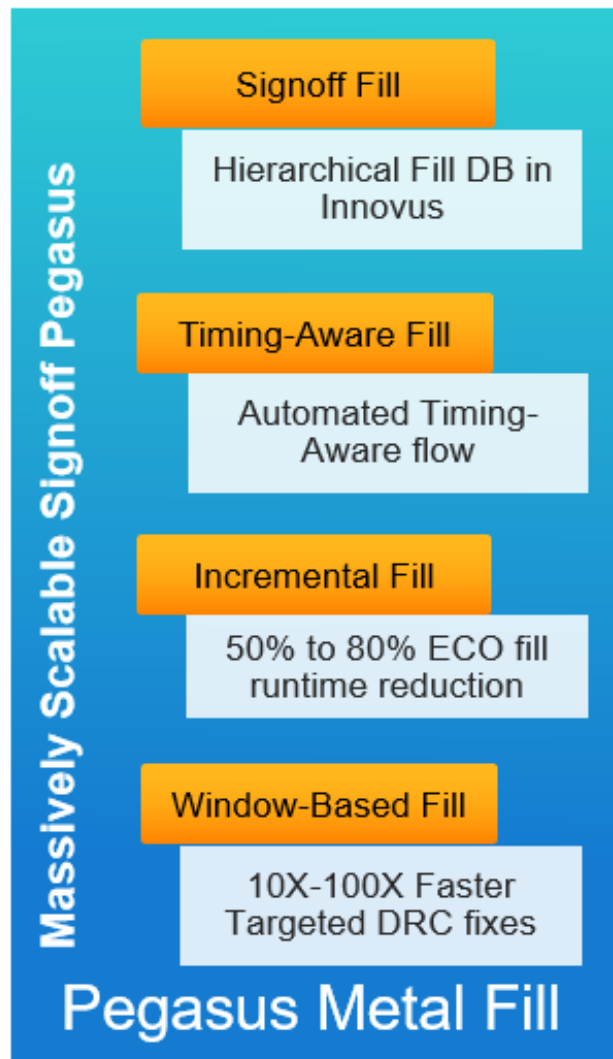 Massively Scalable Signoff Pegasus
Signoff Fill
Hierarchical Fill DB in
Innovus
Timing-Aware Fill
Automated Timing-
Aware flow
Incremental Fill
50% to 80% ECO fill
runtime reduction
Window-Based Fill
10X-100X Faster
Targeted DRC fixes
Pegasus Metal Fill